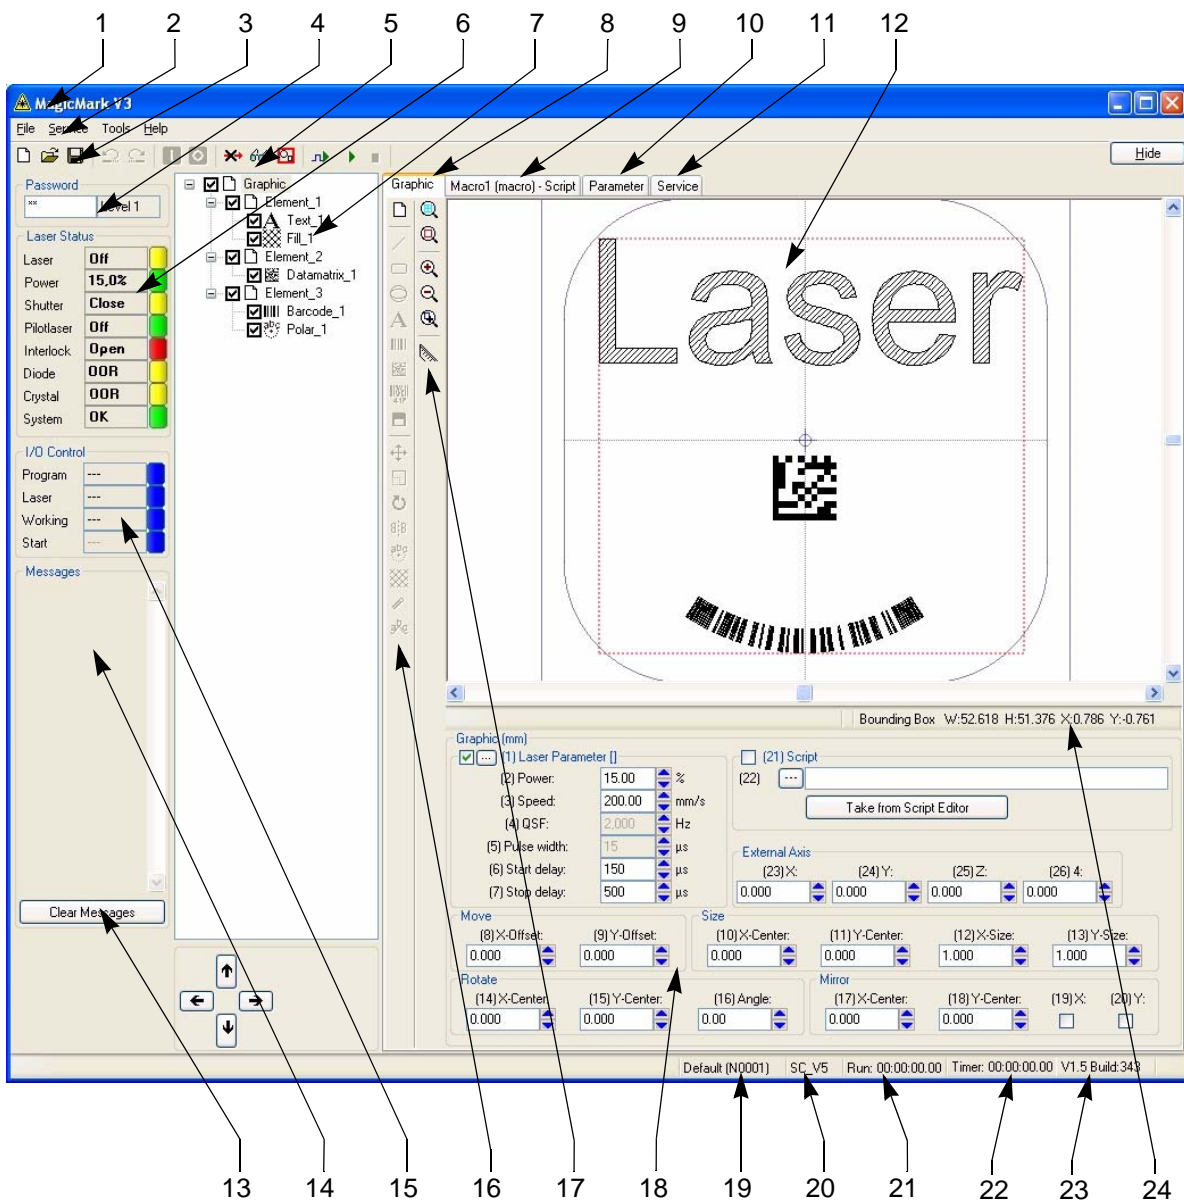 1 2 3 4 5 6 7 8 9 10 11 12
MagicMark V3
File Service Tools Help
Hide
Password
** Level 1
Laser Status
Laser Off
Power 15,0%
Shutter Close
Pilotlaser Off
Interlock Open
Diode OOR
Crystal OOR
System OK
I/O Control
Program ---
Laser ---
Working ---
Start ---
Messages
Clear Messages
Graphic
Element_1
Text_1
Fill_1
Element_2
Datamatrix_1
Element_3
Barcode_1
Polar_1
Graphic Macro1 (macro) - Script Parameter Service
Laser
Bounding Box W:52.618 H:51.376 X:0.786 Y:-0.761
Graphic (mm)
... (1) Laser Parameter []
(2) Power: 15.00 %
(3) Speed: 200.00 mm/s
(4) QSF: 2,000 Hz
(5) Pulse width: 15 µs
(6) Start delay: 150 µs
(7) Stop delay: 500 µs
(21) Script
(22) ...
Take from Script Editor
External Axis
(23) X: (24) Y: (25) Z: (26) 4:
0.000 0.000 0.000 0.000
Move
(8) X-Offset: (9) Y-Offset:
0.000 0.000
Size
(10) X-Center: (11) Y-Center: (12) X-Size: (13) Y-Size:
0.000 0.000 1.000 1.000
Rotate
(14) X-Center: (15) Y-Center: (16) Angle:
0.000 0.000 0.00
Mirror
(17) X-Center: (18) Y-Center: (19) X: (20) Y:
0.000 0.000
Default (N0001) SC_V5 Run: 00:00:00.00 Timer: 00:00:00.00 V1.5 Build:343
13 14 15 16 17 18 19 20 21 22 23 24